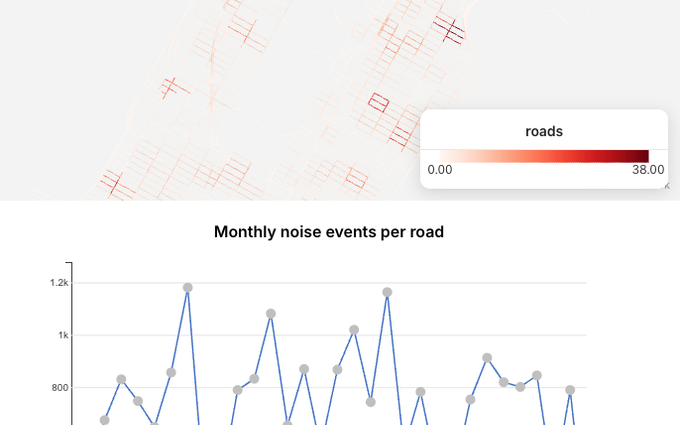 roads
0.00 38.00
k
Monthly noise events per road
1.2k
1k
800